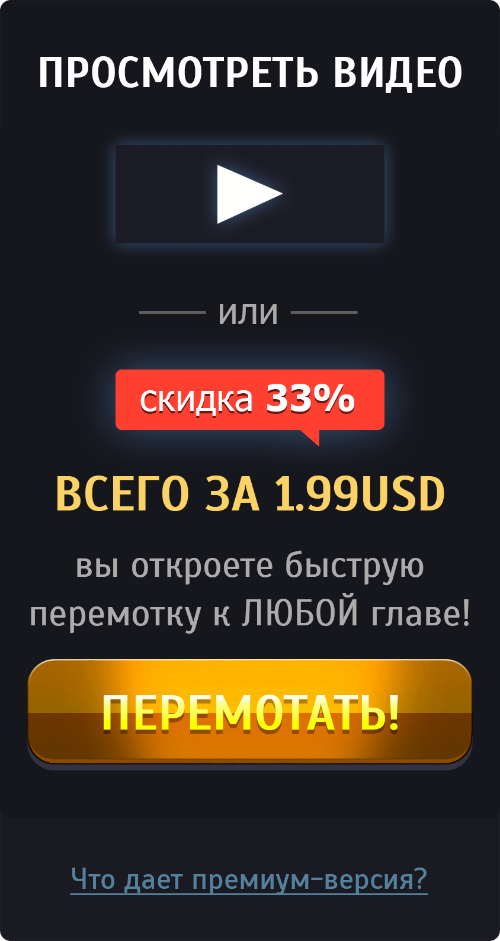 ПРОСМОТРЕТЬ ВИДЕО
или
скидка 33%
ВСЕГО ЗА 1.99USD
вы откроете быструю
перемотку к ЛЮБОЙ главе!
ПЕРЕМОТАТЬ!
Что дает премиум-версия?